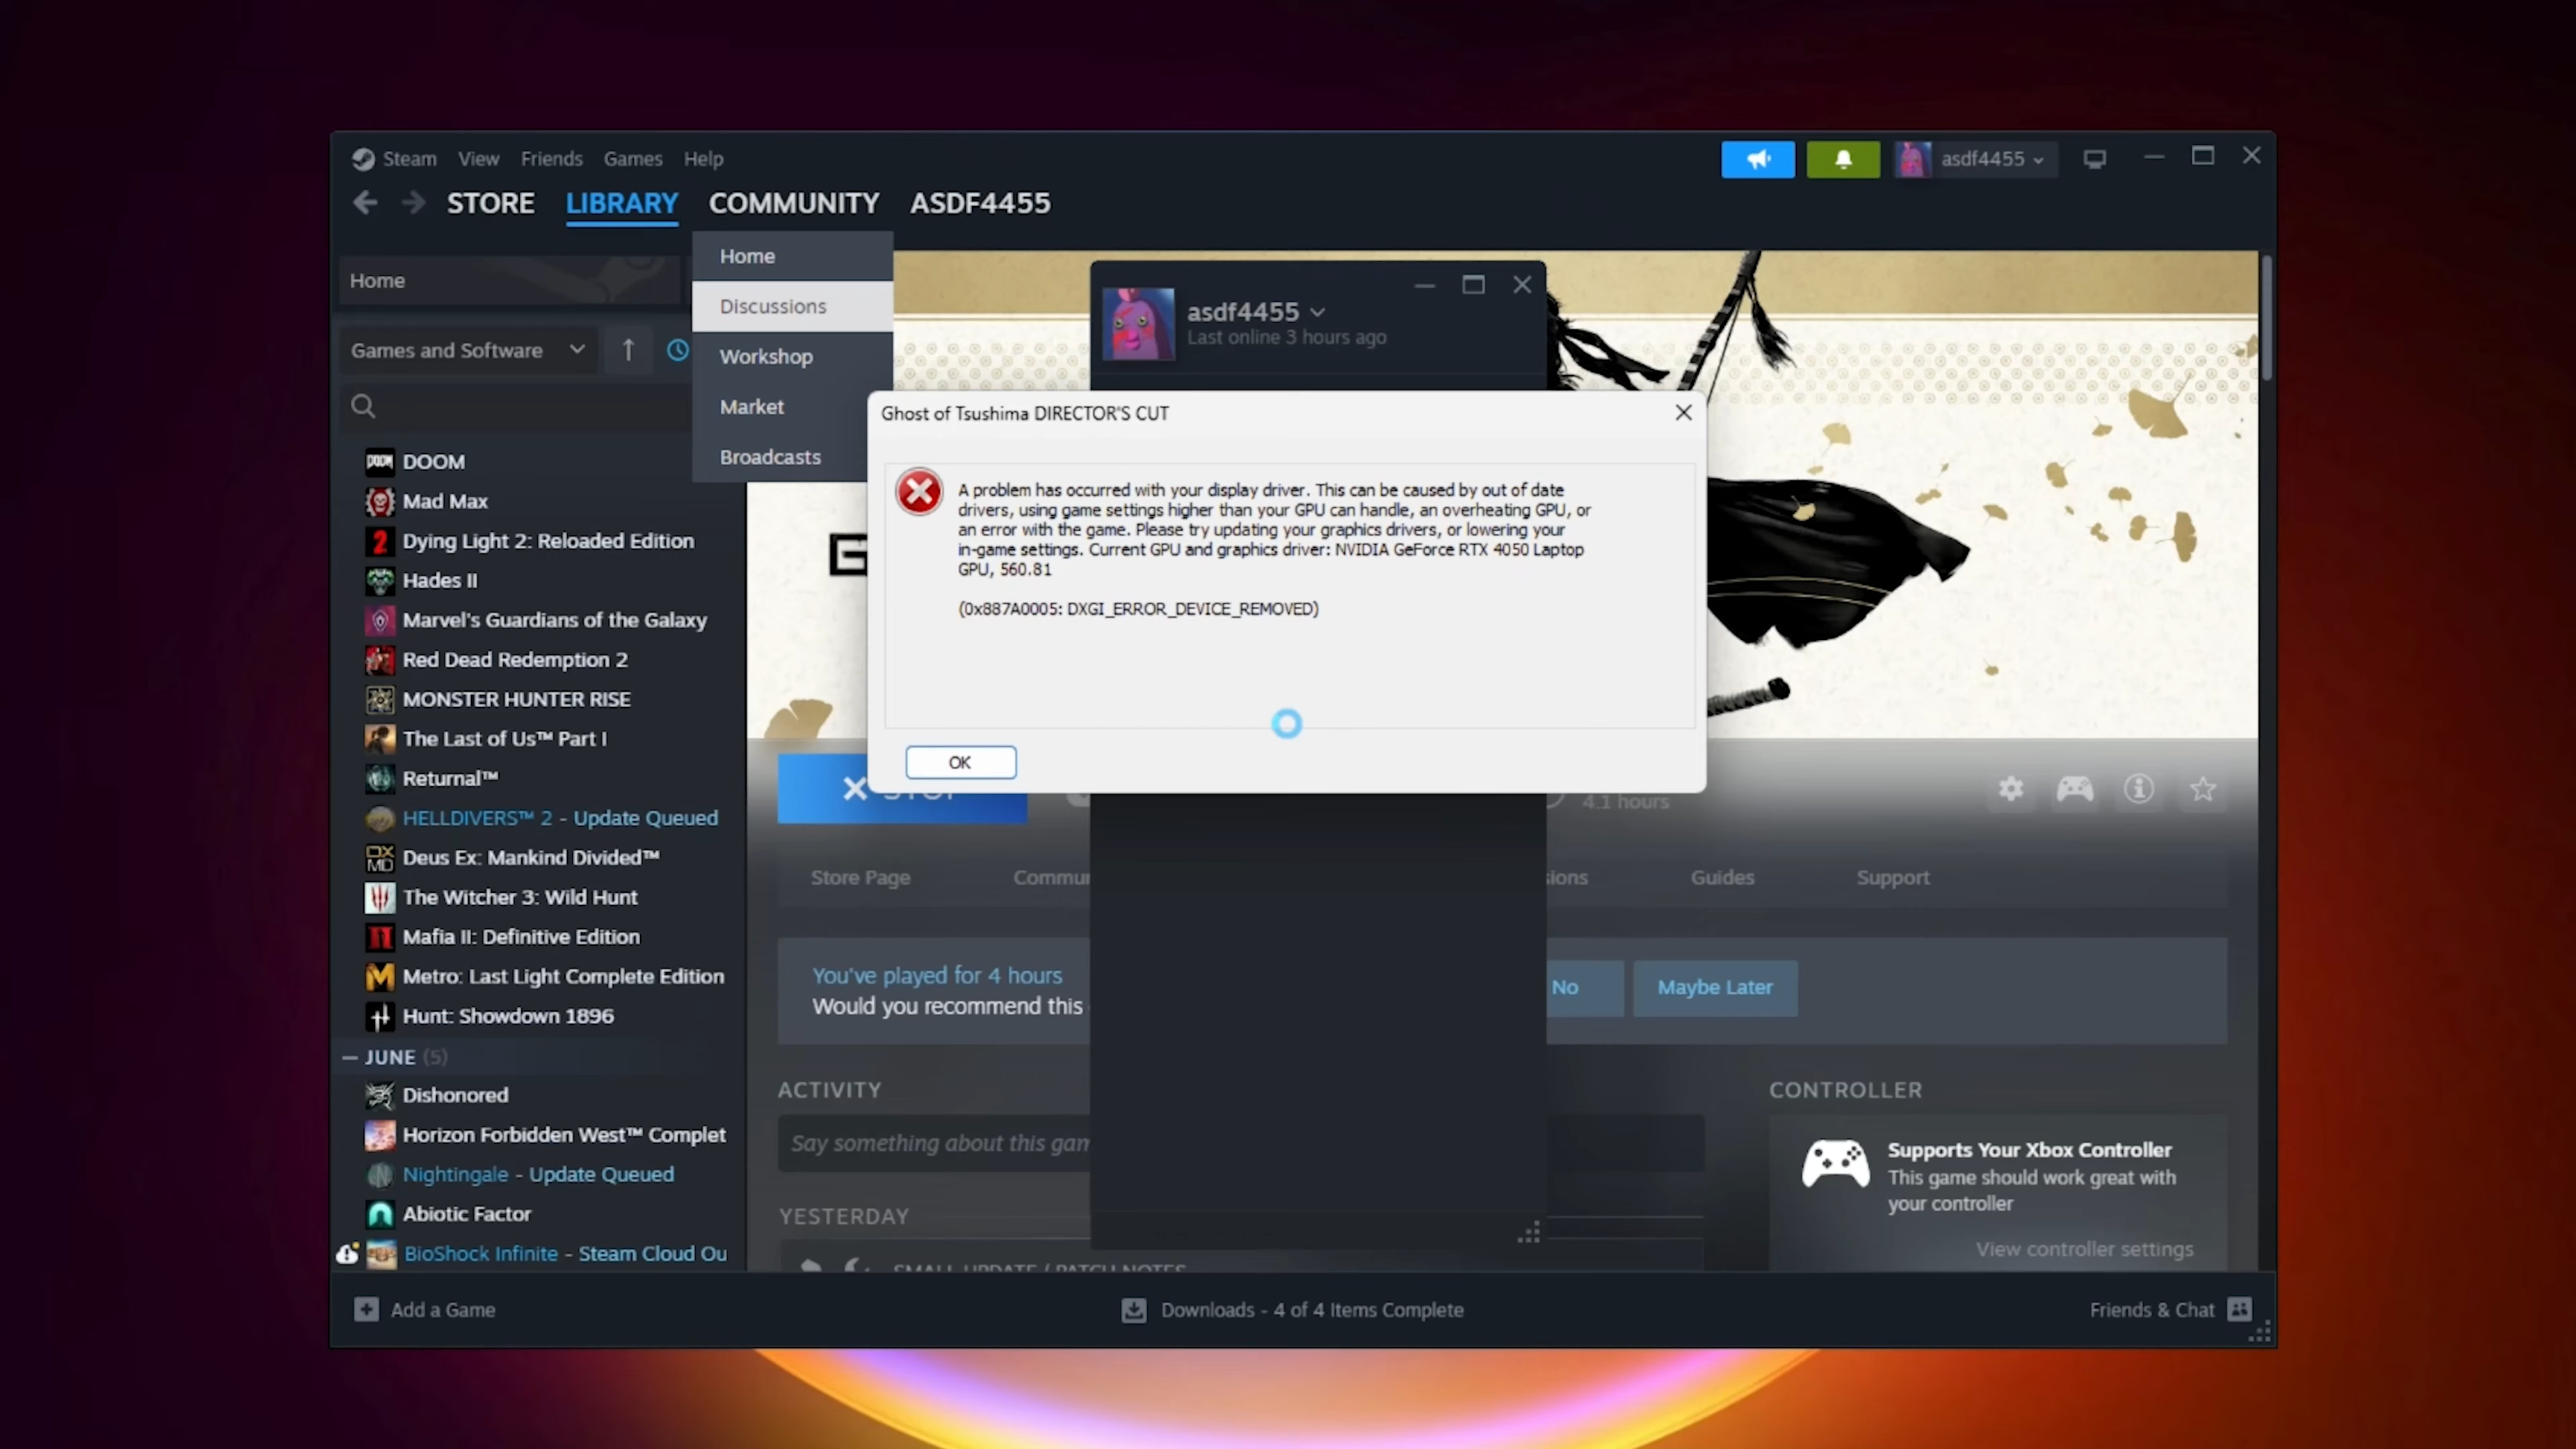 Steam View Friends Games Help
asdf4455
STORE LIBRARY COMMUNITY ASDF4455
Home
Games and Software
DOOM
Mad Max
Dying Light 2: Reloaded Edition
Hades II
Marvel's Guardians of the Galaxy
Red Dead Redemption 2
MONSTER HUNTER RISE
The Last of Us™ Part I
Returnal™
HELLDIVERS™ 2 - Update Queued
Deus Ex: Mankind Divided™
The Witcher 3: Wild Hunt
Mafia II: Definitive Edition
Metro: Last Light Complete Edition
Hunt: Showdown 1896
— JUNE (5)
Dishonored
Horizon Forbidden West™ Complet
Nightingale - Update Queued
Abiotic Factor
BioShock Infinite - Steam Cloud Ou
Home
Discussions
Workshop
Market
Broadcasts
asdf4455
Last online 3 hours ago
Ghost of Tsushima DIRECTOR'S CUT
A problem has occurred with your display driver. This can be caused by out of date
drivers, using game settings higher than your GPU can handle, an overheating GPU, or
an error with the game. Please try updating your graphics drivers, or lowering your
in-game settings. Current GPU and graphics driver: NVIDIA GeForce RTX 4050 Laptop
GPU, 560.81
(0x887A0005: DXGI_ERROR_DEVICE_REMOVED)
OK
STOP
4.1 hours
Store Page Commu sions Guides Support
You've played for 4 hours
Would you recommend this
No Maybe Later
ACTIVITY
Say something about this gam
YESTERDAY
SMALL UPDATE / PATCH NOTES
CONTROLLER
Supports Your Xbox Controller
This game should work great with
your controller
View controller settings
Add a Game
Downloads - 4 of 4 Items Complete
Friends & Chat